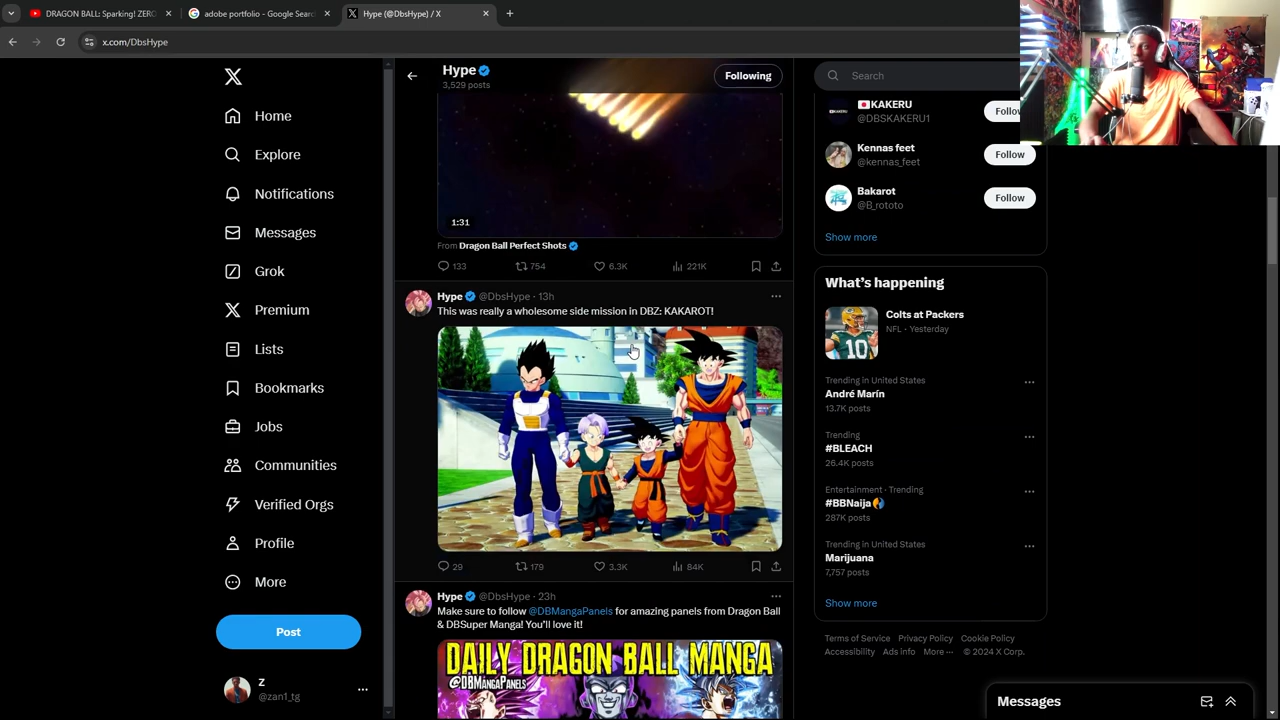 DRAGON BALL: Sparking! ZERO
adobe portfolio - Google Search
Hype (@DbsHype) / X
x.com/DbsHype
Home
Explore
Notifications
Messages
Grok
Premium
Lists
Bookmarks
Jobs
Communities
Verified Orgs
Profile
More
Post
Z
@zan1_tg
Hype
3,529 posts
Following
1:31
From Dragon Ball Perfect Shots
133
754
6.3K
221K
Hype @DbsHype · 13h
This was really a wholesome side mission in DBZ: KAKAROT!
29
179
3.3K
84K
Hype @DbsHype · 23h
Make sure to follow @DBMangaPanels for amazing panels from Dragon Ball
& DBSuper Manga! You'll love it!
DAILY DRAGON BALL MANGA
@DBMANGAPANELS
Search
KAKERU
@DBSKAKERU1
Follow
Kennas feet
@kennas_feet
Follow
Bakarot
@B_rototo
Follow
Show more
What's happening
Colts at Packers
NFL · Yesterday
Trending in United States
André Marín
13.7K posts
Trending
#BLEACH
26.4K posts
Entertainment · Trending
#BBNaija
287K posts
Trending in United States
Marijuana
7,757 posts
Show more
Terms of Service Privacy Policy Cookie Policy
Accessibility Ads info More ··· © 2024 X Corp.
Messages